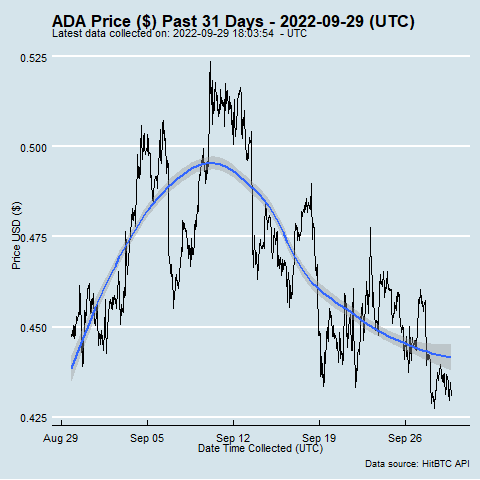 ADA Price ($) Past 31 Days - 2022-09-29 (UTC)
Latest data collected on: 2022-09-29 18:03:54 - UTC
0.525
0.500
0.475
0.450
0.425
Price USD ($)
Aug 29 Sep 05 Sep 12 Sep 19 Sep 26
Date Time Collected (UTC)
Data source: HitBTC API